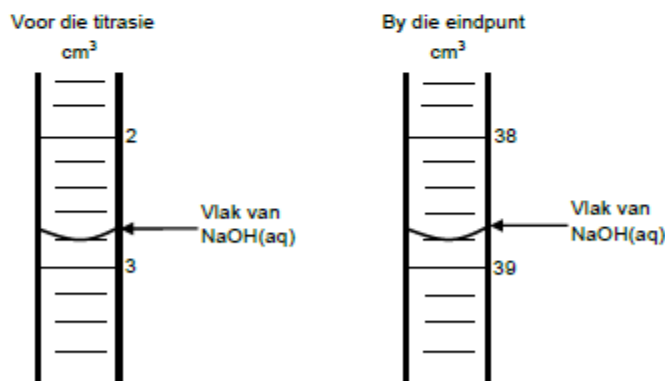 Voor die titrasie
cm³
2
Vlak van
NaOH(aq)
3
By die eindpunt
cm³
38
Vlak van
NaOH(aq)
39